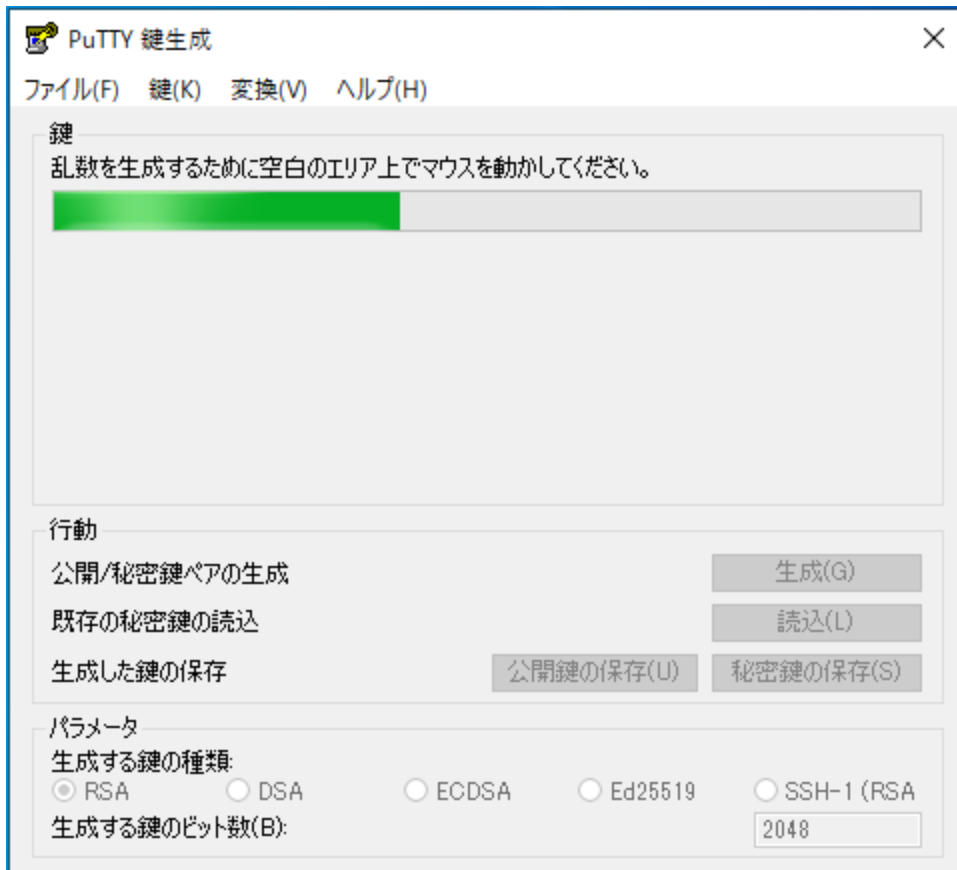 PuTTY 鍵生成
ファイル(F) 鍵(K) 変換(V) ヘルプ(H)
鍵
乱数を生成するために空白のエリア上でマウスを動かしてください。
行動
公開/秘密鍵ペアの生成 生成(G)
既存の秘密鍵の読込 読込(L)
生成した鍵の保存 公開鍵の保存(U) 秘密鍵の保存(S)
パラメータ
生成する鍵の種類:
RSA DSA ECDSA Ed25519 SSH-1 (RSA
生成する鍵のビット数(B): 2048